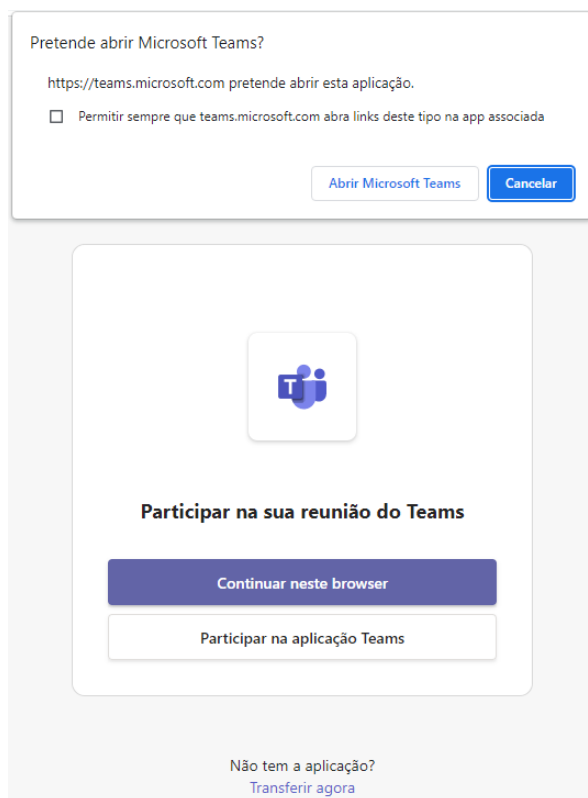 Pretende abrir Microsoft Teams?
https://teams.microsoft.com pretende abrir esta aplicação.
Permitir sempre que teams.microsoft.com abra links deste tipo na app associada
Abrir Microsoft Teams
Cancelar
T
Participar na sua reunião do Teams
Continuar neste browser
Participar na aplicação Teams
Não tem a aplicação?
Transferir agora